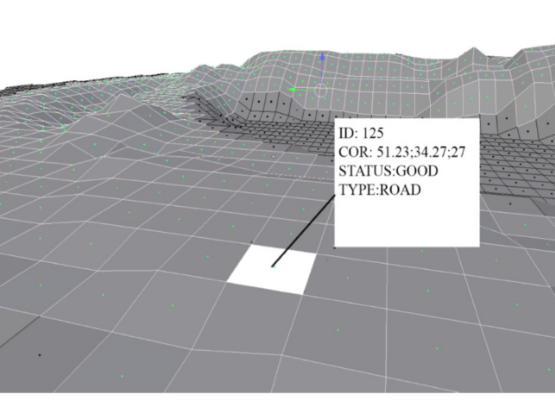 ID: 125
COR: 51.23;34.27;27
STATUS:GOOD
TYPE:ROAD